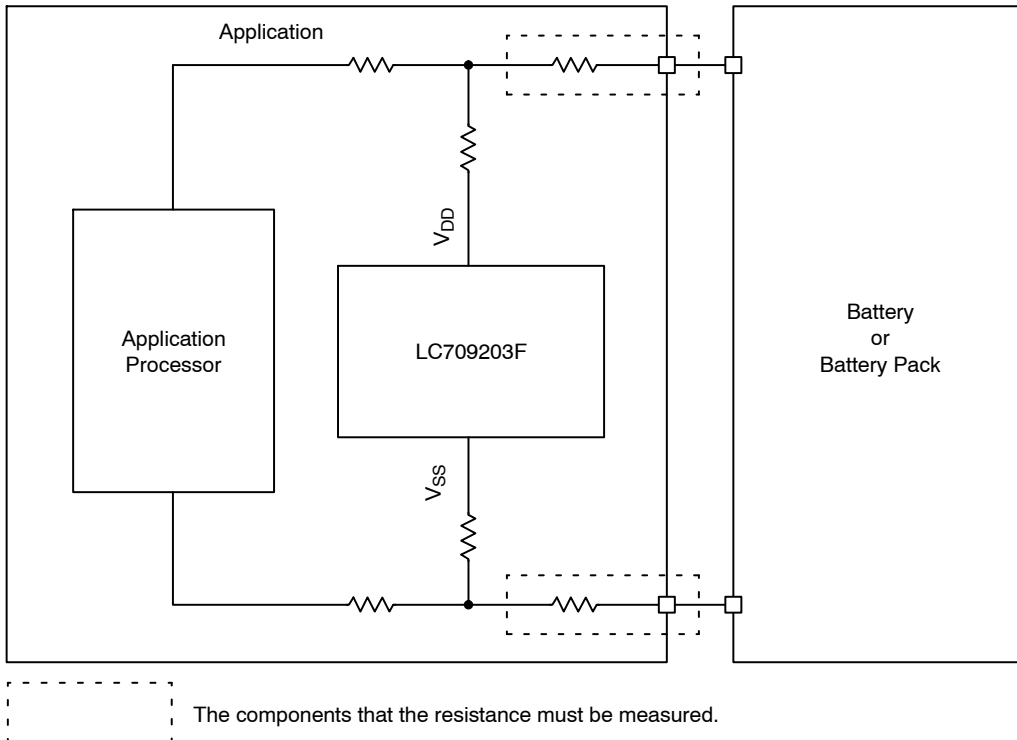 Application
VDD
Application
Processor
LC709203F
Battery
or
Battery Pack
VSS
The components that the resistance must be measured.